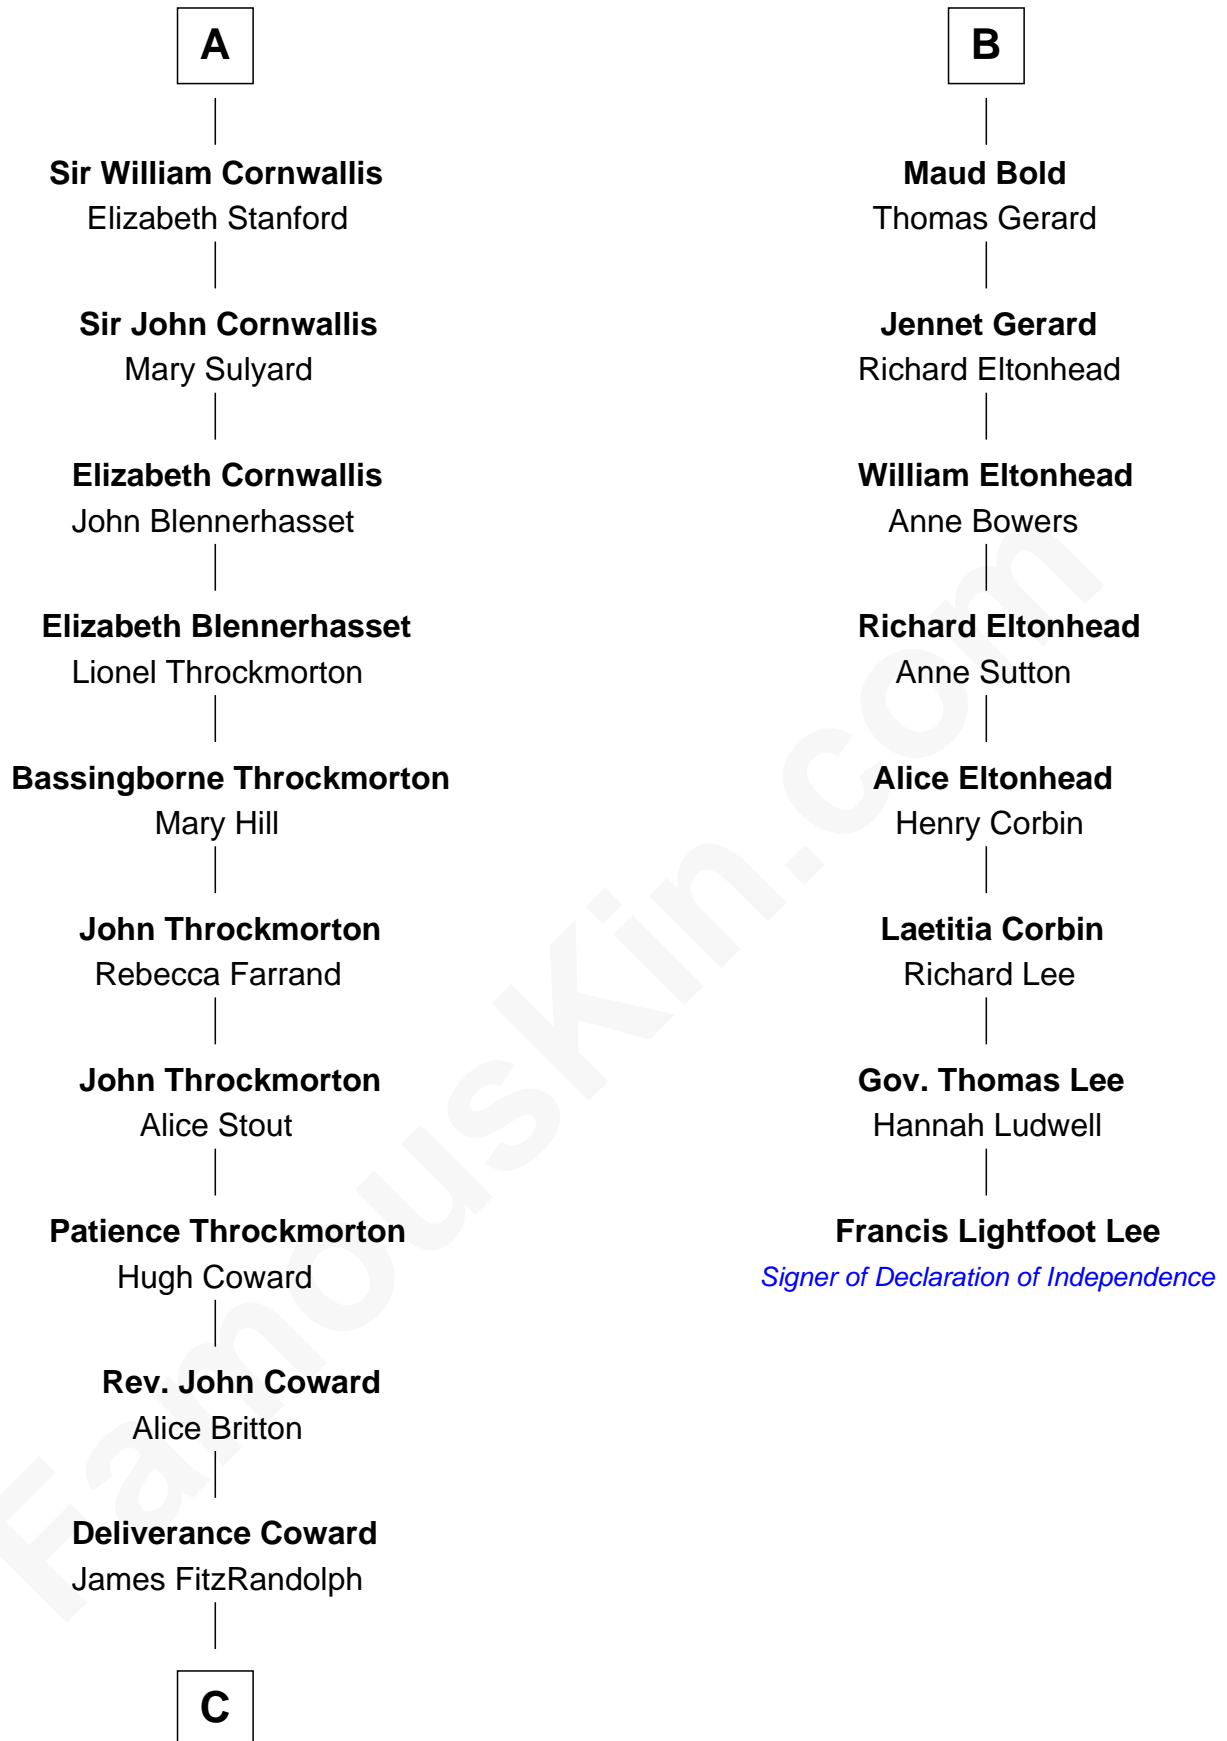 A
Sir William Cornwallis
Elizabeth Stanford
Sir John Cornwallis
Mary Sulyard
Elizabeth Cornwallis
John Blennerhasset
Elizabeth Blennerhasset
Lionel Throckmorton
Bassingborne Throckmorton
Mary Hill
John Throckmorton
Rebecca Farrand
John Throckmorton
Alice Stout
Patience Throckmorton
Hugh Coward
Rev. John Coward
Alice Britton
Deliverance Coward
James FitzRandolph
C
B
Maud Bold
Thomas Gerard
Jennet Gerard
Richard Eltonhead
William Eltonhead
Anne Bowers
Richard Eltonhead
Anne Sutton
Alice Eltonhead
Henry Corbin
Laetitia Corbin
Richard Lee
Gov. Thomas Lee
Hannah Ludwell
Francis Lightfoot Lee
Signer of Declaration of Independence
FamousKin.com